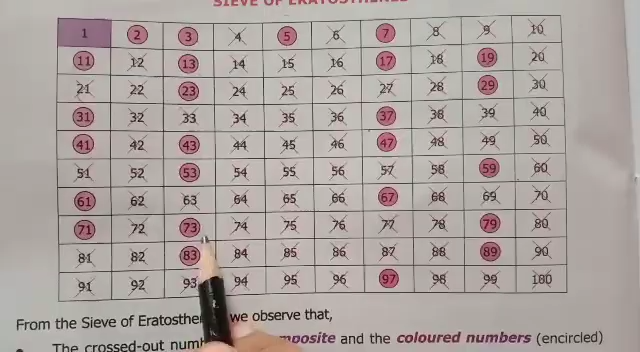 SIEVE OF ERATOSTHENES
1 2 3 4 5 6 7 8 9 10
11 12 13 14 15 16 17 18 19 20
21 22 23 24 25 26 27 28 29 30
31 32 33 34 35 36 37 38 39 40
41 42 43 44 45 46 47 48 49 50
51 52 53 54 55 56 57 58 59 60
61 62 63 64 65 66 67 68 69 70
71 72 73 74 75 76 77 78 79 80
81 82 83 84 85 86 87 88 89 90
91 92 93 94 95 96 97 98 99 100
From the Sieve of Eratosthe we observe that,
The crossed-out num mposite and the coloured numbers (encircled)